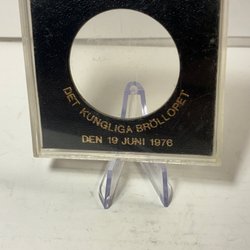 DET KUNGLIGA BRÖLLOPET
DEN 19 JUNI 1976